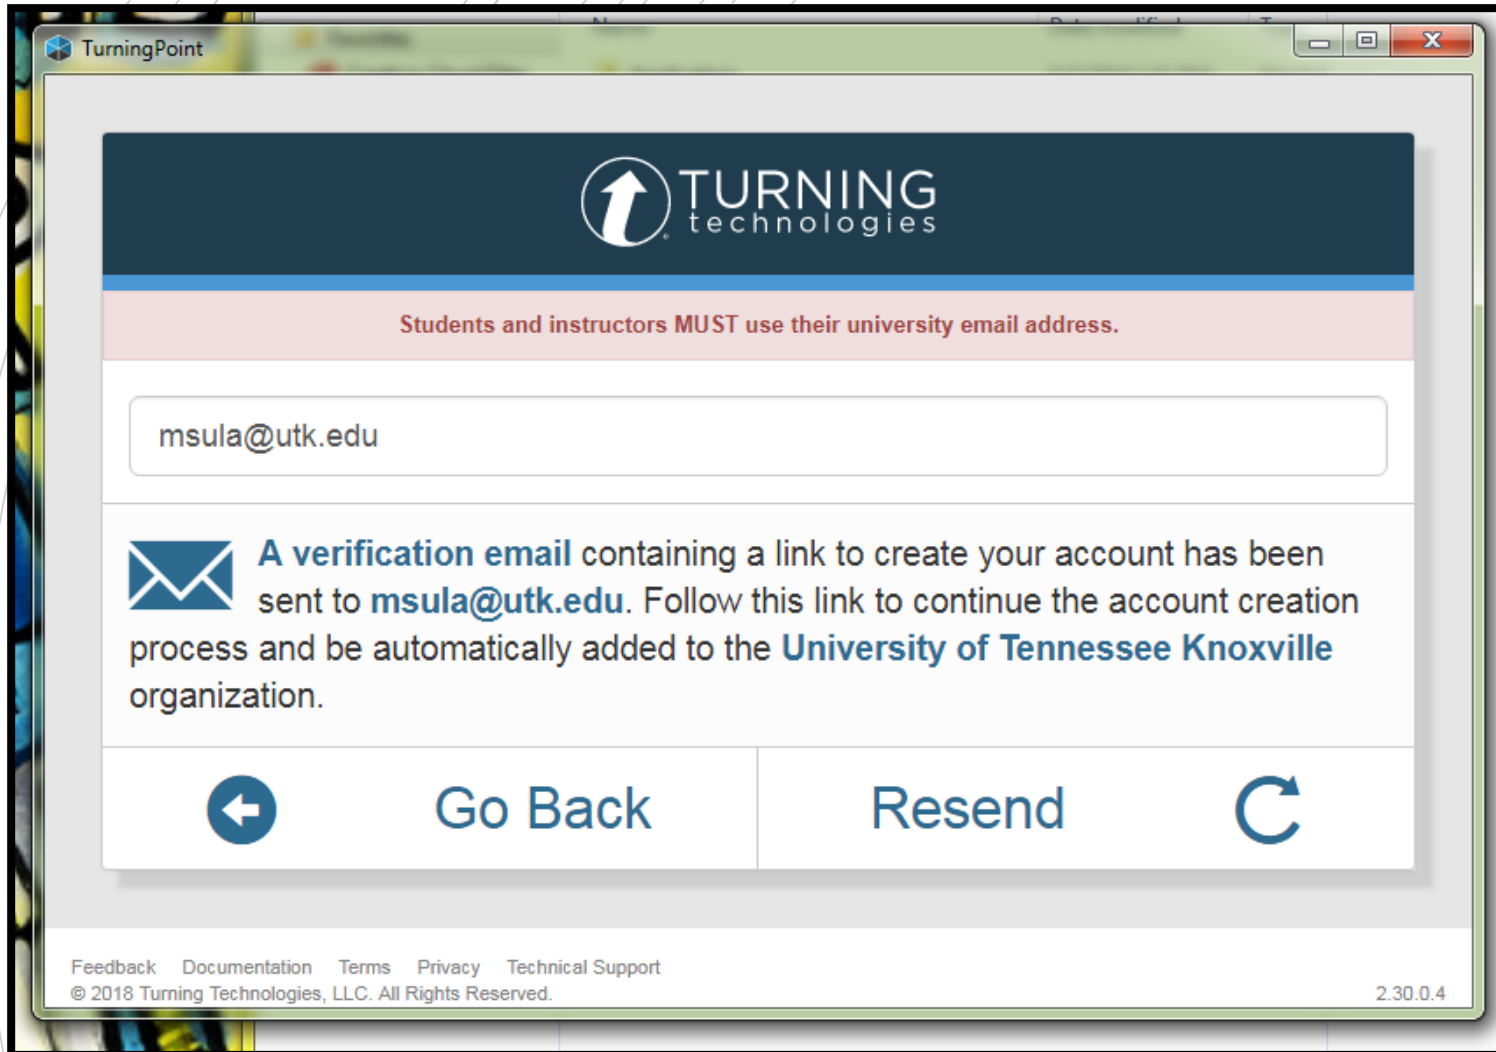 TurningPoint
TURNING
technologies
Students and instructors MUST use their university email address.
msula@utk.edu
A verification email containing a link to create your account has been
sent to msula@utk.edu. Follow this link to continue the account creation
process and be automatically added to the University of Tennessee Knoxville
organization.
Go Back
Resend
Feedback Documentation Terms Privacy Technical Support
© 2018 Turning Technologies, LLC. All Rights Reserved.
2.30.0.4